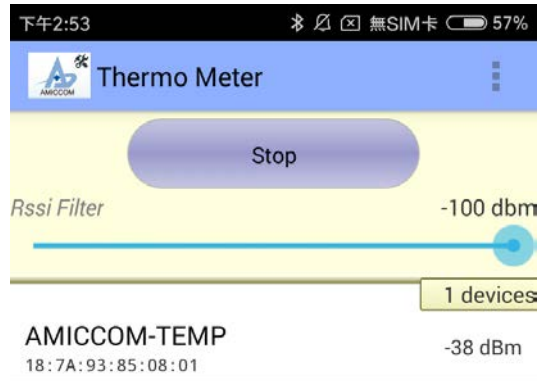 下午2:53 無SIM卡 57%
AMICCOM
Thermo Meter
Stop
Rssi Filter -100 dbm
1 devices
AMICCOM-TEMP -38 dBm
18:7A:93:85:08:01